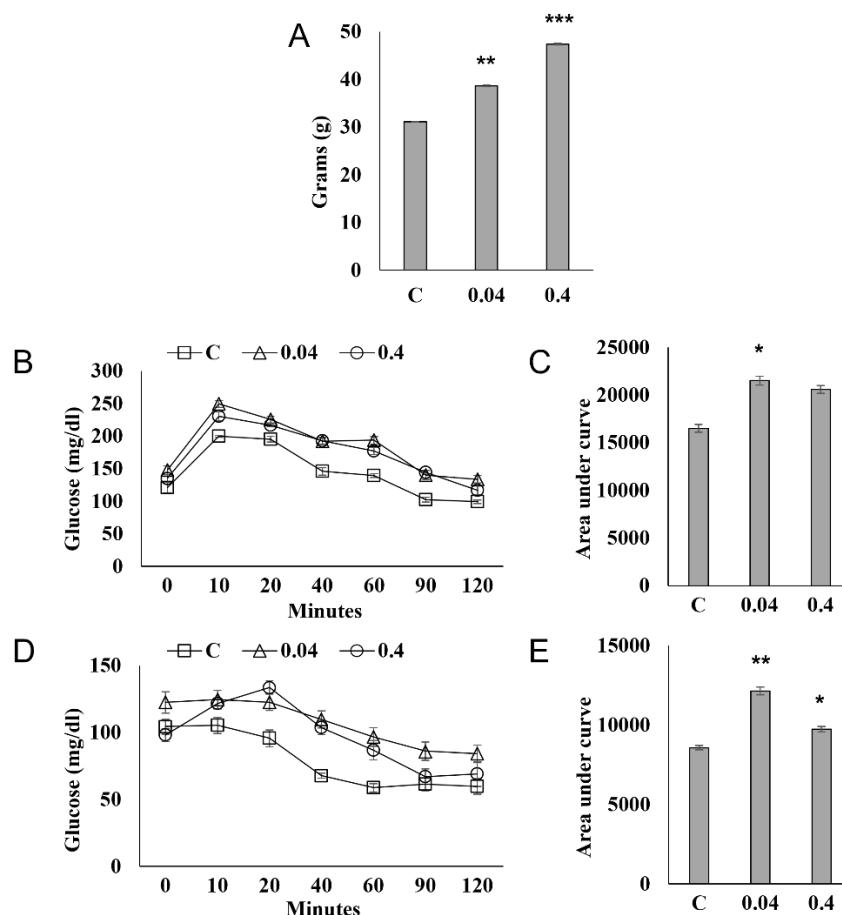 A
Grams (g)
50
40
30
20
10
0
**
***
C 0.04 0.4
B
C 0.04 0.4
Glucose (mg/dl)
300
250
200
150
100
50
0
0 10 20 40 60 90 120
Minutes
C
Area under curve
25000
20000
15000
10000
5000
0
*
C 0.04 0.4
D
C 0.04 0.4
Glucose (mg/dl)
150
100
50
0
0 10 20 40 60 90 120
Minutes
E
Area under curve
15000
10000
5000
0
**
*
C 0.04 0.4